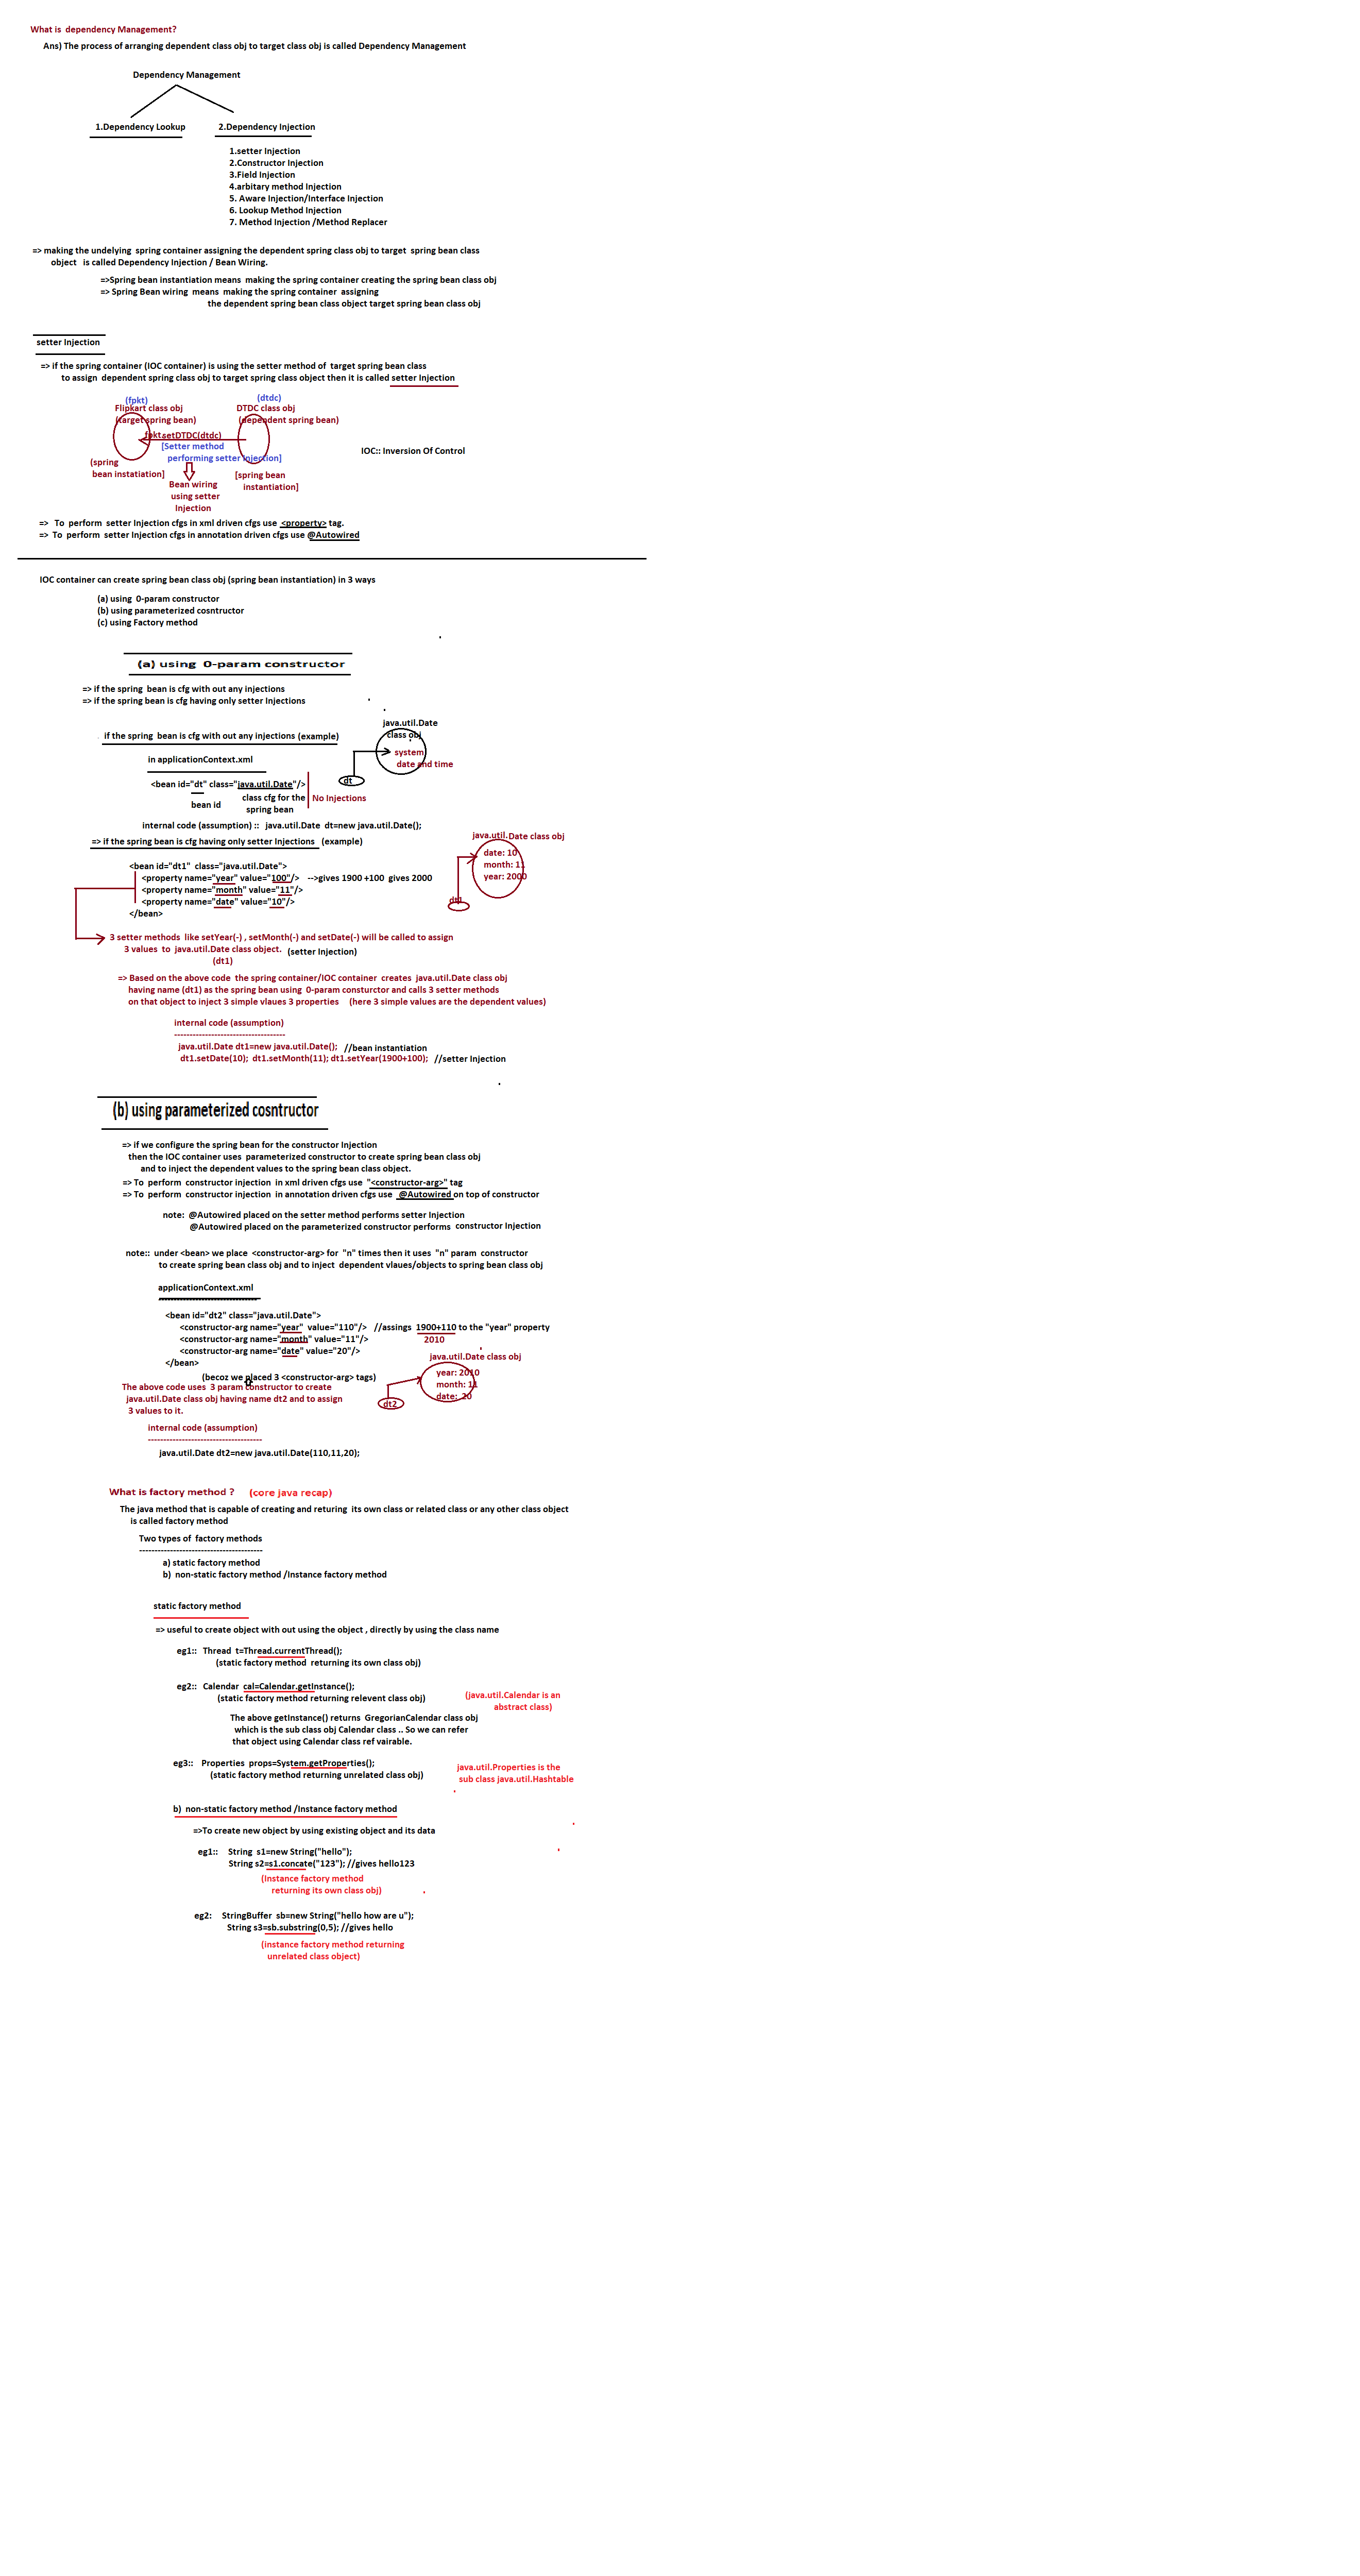 What is  dependency Management?
Ans) The process of arranging dependent class obj to target class obj is called Dependency Management
Dependency Management
1.Dependency Lookup
2.Dependency Injection
1.setter Injection
2.Constructor Injection
3.Field Injection
4.arbitary method Injection
5. Aware Injection/Interface Injection
6. Lookup Method Injection
7. Method Injection /Method Replacer
=> making the undelying  spring container assigning the dependent spring class obj to target  spring bean class
object   is called Dependency Injection / Bean Wiring.
=>Spring bean instantiation means  making the spring container creating the spring bean class obj
=> Spring Bean wiring  means  making the spring container  assigning
the dependent spring bean class object target spring bean class obj
setter Injection
=> if the spring container (IOC container) is using the setter method of  target spring bean class
to assign  dependent spring class obj to target spring class object then it is called setter Injection
(fpkt)
(dtdc)
Flipkart class obj
DTDC class obj
(target spring bean)
(dependent spring bean)
fpkt.setDTDC(dtdc)
[Setter method
performing setter Injection]
IOC:: Inversion Of Control
(spring
bean instatiation]
[spring bean
instantiation]
Bean wiring
using setter
Injection
=>   To  perform  setter Injection cfgs in xml driven cfgs use  <property> tag.
=>  To  perform  setter Injection cfgs in annotation driven cfgs use @Autowired
IOC container can create spring bean class obj (spring bean instantiation) in 3 ways
(a) using  0-param constructor
(b) using parameterized cosntructor
(c) using Factory method
(a) using  0-param constructor
=> if the spring  bean is cfg with out any injections
=> if the spring bean is cfg having only setter Injections
java.util.Date
class obj
if the spring  bean is cfg with out any injections (example)
system
date and time
in applicationContext.xml
dt
<bean id="dt" class="java.util.Date"/>
bean id
class cfg for the
spring bean
No Injections
internal code (assumption) ::   java.util.Date  dt=new java.util.Date();
=> if the spring bean is cfg having only setter Injections   (example)
java.util.Date class obj
date: 10
month: 11
year: 2000
dt1
<bean id="dt1"  class="java.util.Date">
<property name="year" value="100"/>    -->gives 1900 +100  gives 2000
<property name="month" value="11"/>
<property name="date" value="10"/>
</bean>
3 setter methods  like setYear(-) , setMonth(-) and setDate(-) will be called to assign
3 values  to  java.util.Date class object.   (setter Injection)
(dt1)
=> Based on the above code  the spring container/IOC container  creates  java.util.Date class obj
having name (dt1) as the spring bean using  0-param consturctor and calls 3 setter methods
on that object to inject 3 simple vlaues 3 properties     (here 3 simple values are the dependent values)
internal code (assumption)
------------------------------------
java.util.Date dt1=new java.util.Date();   //bean instantiation
dt1.setDate(10);  dt1.setMonth(11); dt1.setYear(1900+100);   //setter Injection
(b) using parameterized cosntructor
=> if we configure the spring bean for the constructor Injection
then the IOC container uses  parameterized constructor to create spring bean class obj
and to inject the dependent values to the spring bean class object.
=> To  perform  constructor injection  in xml driven cfgs use  "<constructor-arg>" tag
=> To  perform  constructor injection  in annotation driven cfgs use   @Autowired on top of constructor
note:  @Autowired placed on the setter method performs setter Injection
@Autowired placed on the parameterized constructor performs  constructor Injection
note::  under <bean> we place  <constructor-arg> for  "n" times then it uses  "n" param  constructor
to create spring bean class obj and to inject  dependent vlaues/objects to spring bean class obj
applicationContext.xml
--------------------------------
<bean id="dt2" class="java.util.Date">
<constructor-arg name="year"  value="110"/>   //assings  1900+110 to the "year" property
<constructor-arg name="month" value="11"/>
2010
<constructor-arg name="date" value="20"/>
</bean>
java.util.Date class obj
year: 2010
month: 11
date:  20
dt2
(becoz we placed 3 <constructor-arg> tags)
The above code uses  3 param constructor to create
java.util.Date class obj having name dt2 and to assign
3 values to it.
internal code (assumption)
-------------------------------------
java.util.Date dt2=new java.util.Date(110,11,20);
What is factory method ?    (core java recap)
The java method that is capable of creating and returing  its own class or related class or any other class object
is called factory method
Two types of  factory methods
----------------------------------------
a) static factory method
b)  non-static factory method /Instance factory method
static factory method
=> useful to create object with out using the object , directly by using the class name
eg1::   Thread  t=Thread.currentThread();
(static factory method  returning its own class obj)
eg2::   Calendar  cal=Calendar.getInstance();
(static factory method returning relevent class obj)
(java.util.Calendar is an
abstract class)
The above getInstance() returns  GregorianCalendar class obj
which is the sub class obj Calendar class .. So we can refer
that object using Calendar class ref vairable.
eg3::    Properties  props=System.getProperties();
(static factory method returning unrelated class obj)
java.util.Properties is the
sub class java.util.Hashtable
b)  non-static factory method /Instance factory method
=>To create new object by using existing object and its data
eg1::     String  s1=new String("hello");
String s2=s1.concate("123"); //gives hello123
(Instance factory method
returning its own class obj)
eg2:     StringBuffer  sb=new String("hello how are u");
String s3=sb.substring(0,5); //gives hello
(instance factory method returning
unrelated class object)